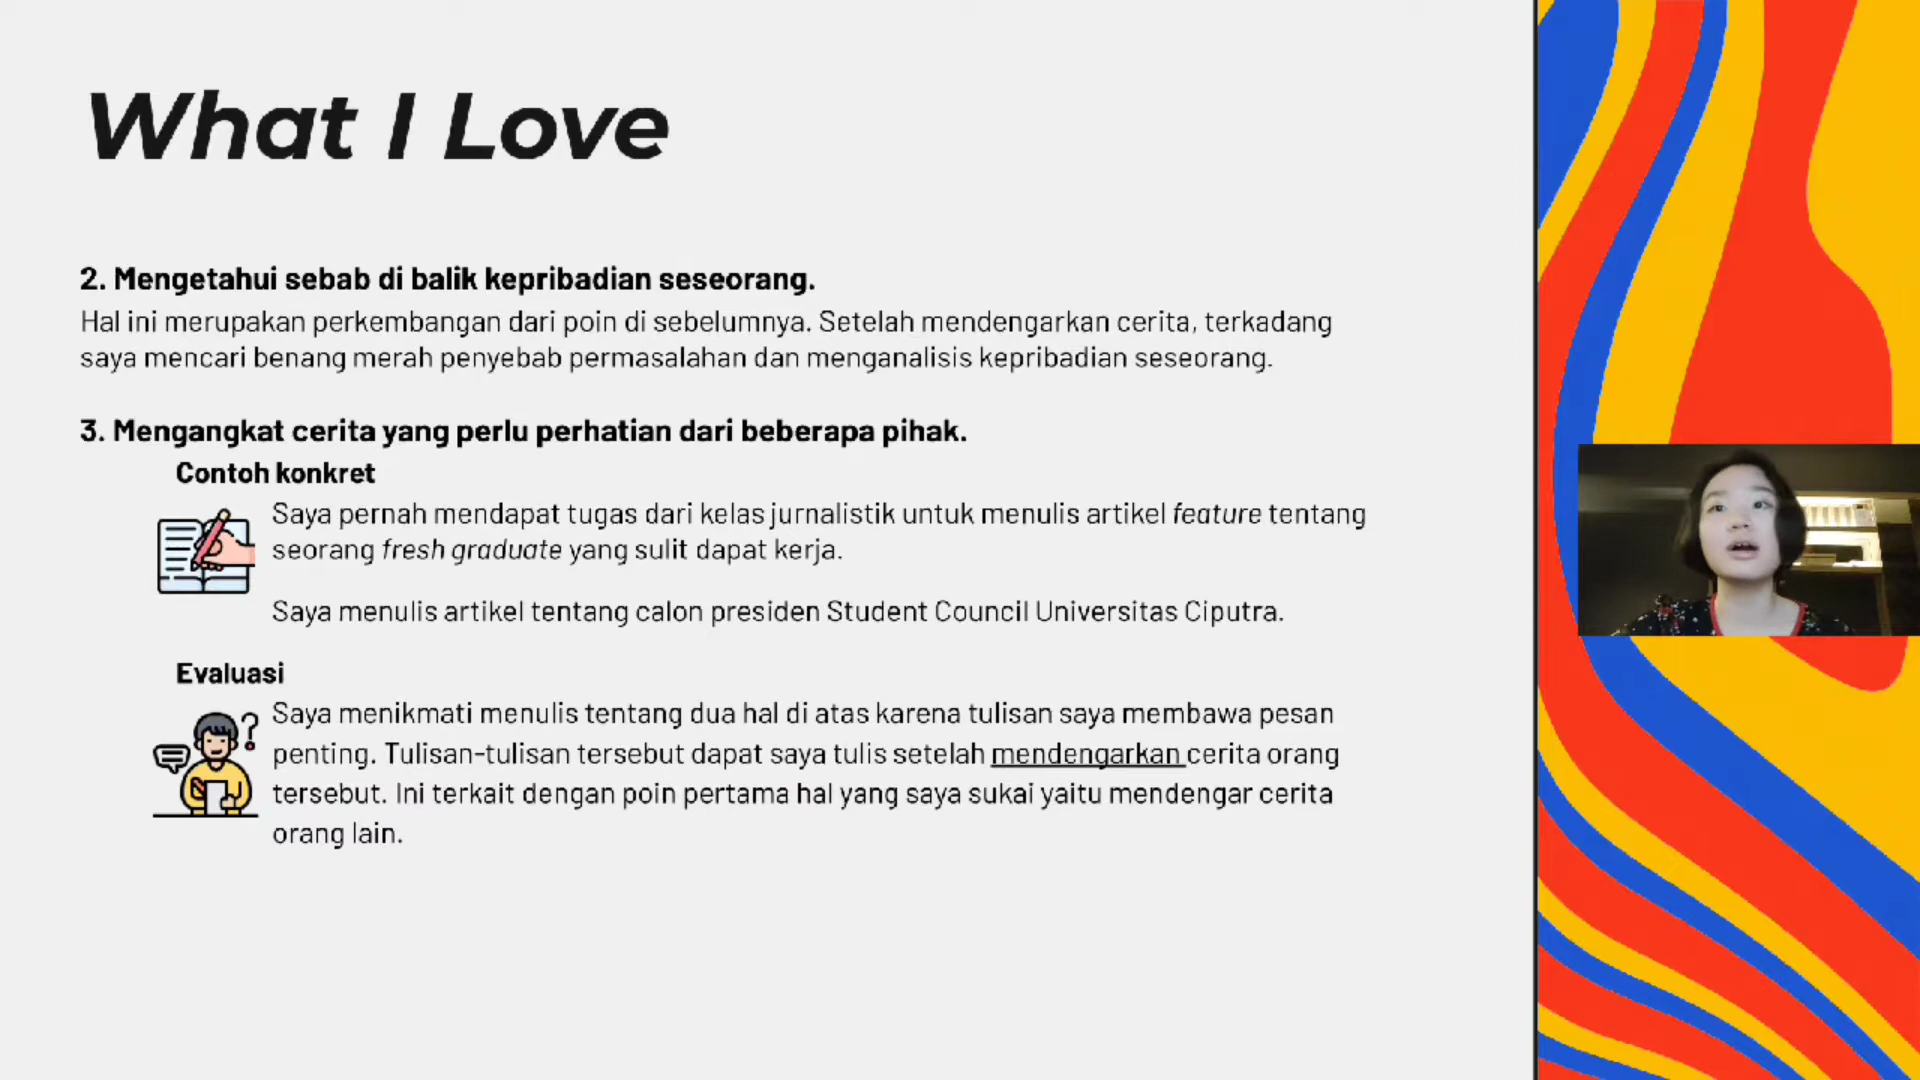 What I Love
2. Mengetahui sebab di balik kepribadian seseorang.
Hal ini merupakan perkembangan dari poin di sebelumnya. Setelah mendengarkan cerita, terkadang
saya mencari benang merah penyebab permasalahan dan menganalisis kepribadian seseorang.
3. Mengangkat cerita yang perlu perhatian dari beberapa pihak.
Contoh konkret
Saya pernah mendapat tugas dari kelas jurnalistik untuk menulis artikel feature tentang
seorang fresh graduate yang sulit dapat kerja.
Saya menulis artikel tentang calon presiden Student Council Universitas Ciputra.
Evaluasi
Saya menikmati menulis tentang dua hal di atas karena tulisan saya membawa pesan
penting. Tulisan-tulisan tersebut dapat saya tulis setelah mendengarkan cerita orang
tersebut. Ini terkait dengan poin pertama hal yang saya sukai yaitu mendengar cerita
orang lain.